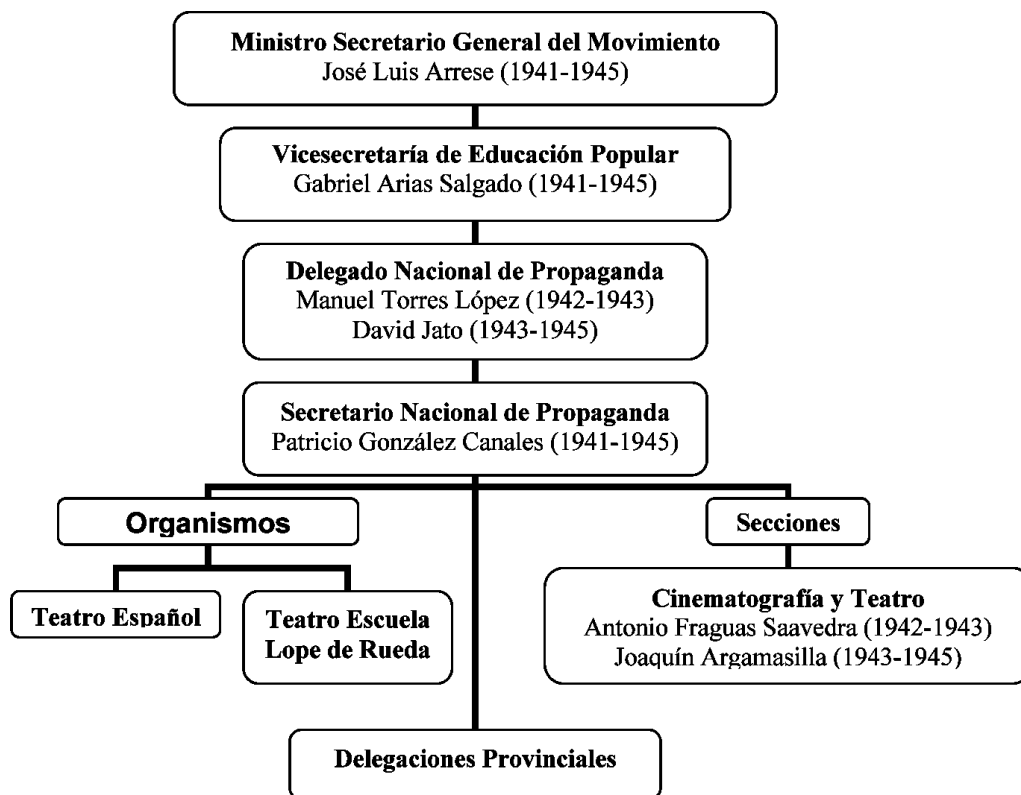 Ministro Secretario General del Movimiento
José Luis Arrese (1941-1945)
Vicesecretaría de Educación Popular
Gabriel Arias Salgado (1941-1945)
Delegado Nacional de Propaganda
Manuel Torres López (1942-1943)
David Jato (1943-1945)
Secretario Nacional de Propaganda
Patricio González Canales (1941-1945)
Organismos
Secciones
Teatro Español
Teatro Escuela
Lope de Rueda
Cinematografía y Teatro
Antonio Fraguas Saavedra (1942-1943)
Joaquín Argamasilla (1943-1945)
Delegaciones Provinciales